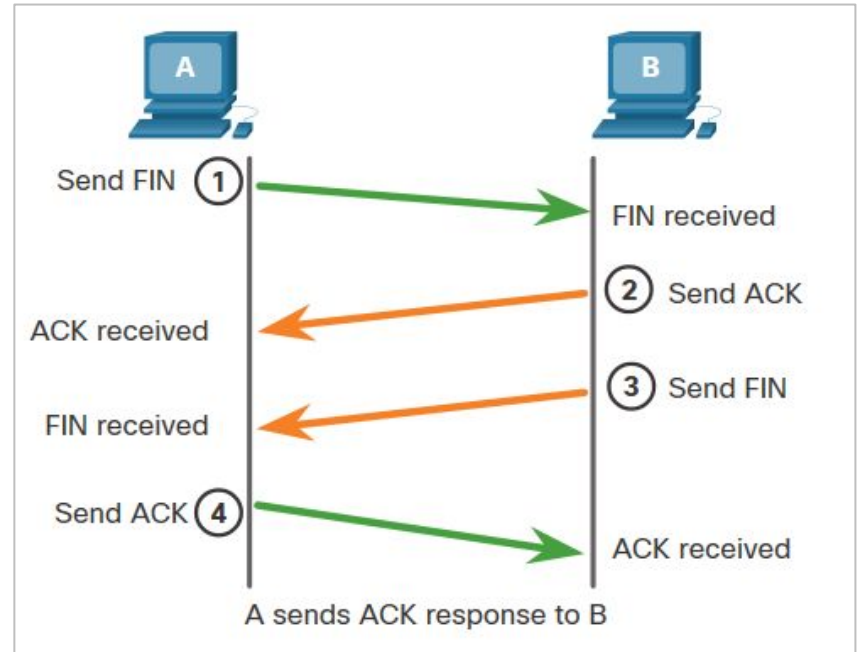 A
B
Send FIN 1
FIN received
2 Send ACK
ACK received
3 Send FIN
FIN received
Send ACK 4
ACK received
A sends ACK response to B